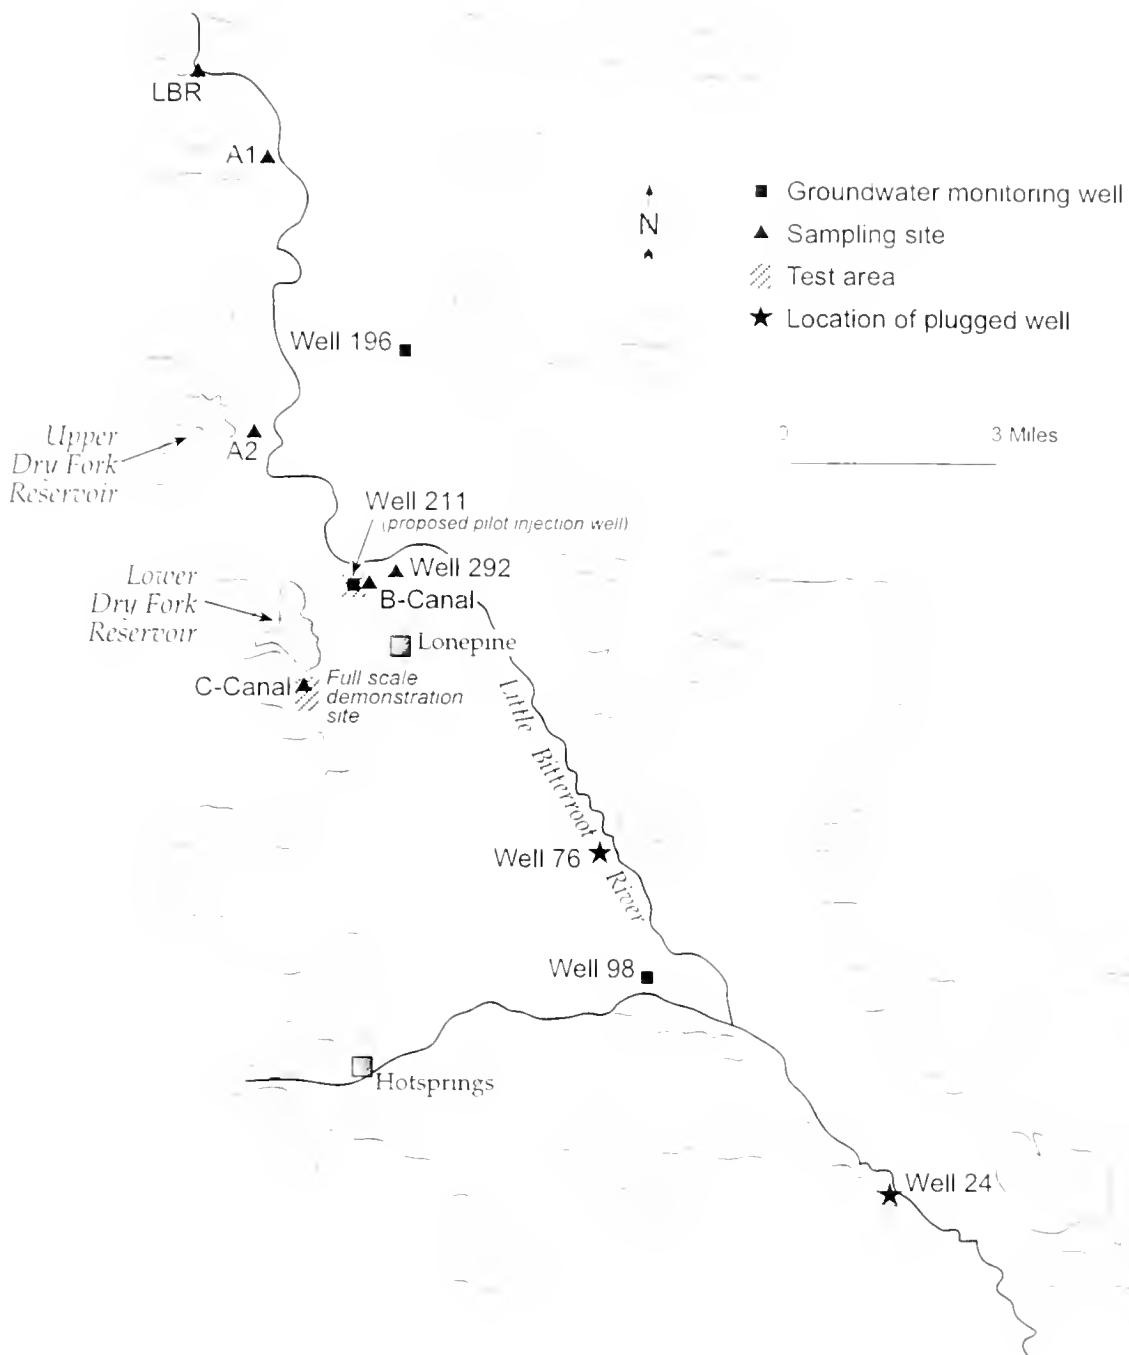 LBR
A1
N
Groundwater monitoring well
Sampling site
Test area
Location of plugged well
Well 196
Upper
Dry Fork
Reservoir
A2
0 3 Miles
Well 211
(proposed pilot injection well)
Well 292
B-Canal
Lower
Dry Fork
Reservoir
Lonepine
C-Canal
Full scale
demonstration
site
Little Bitterroot River
Well 76
Well 98
Hotsprings
Well 24